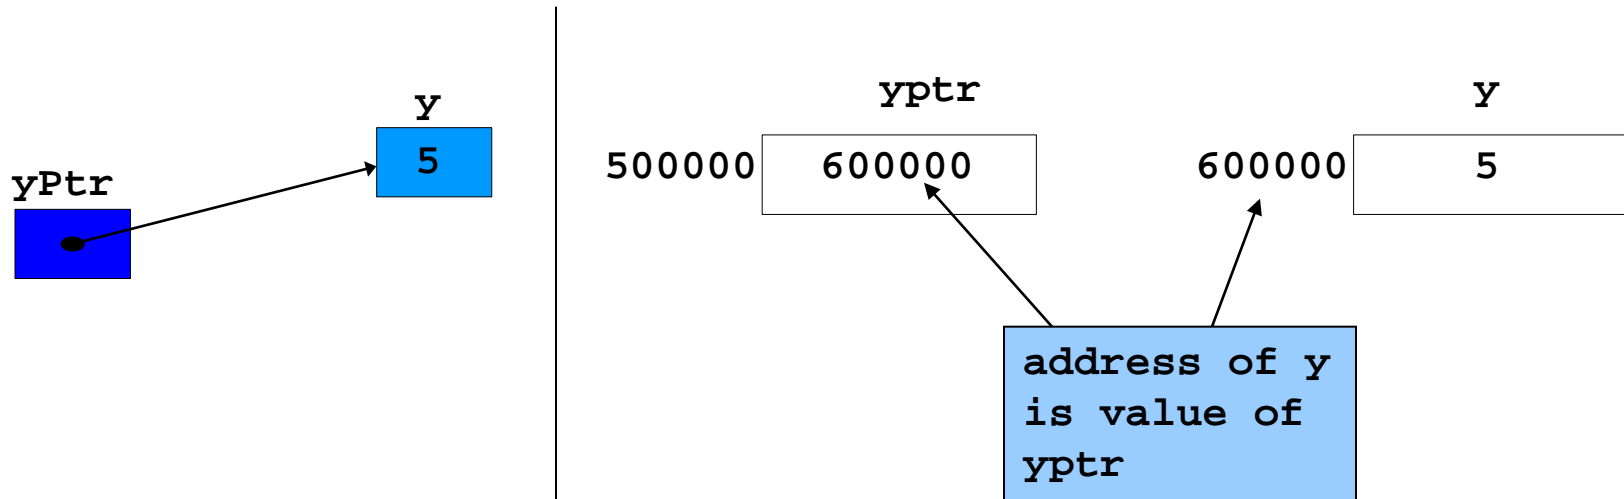 y
5
yPtr
yptr
y
500000 600000
600000 5
address of y
is value of
yptr